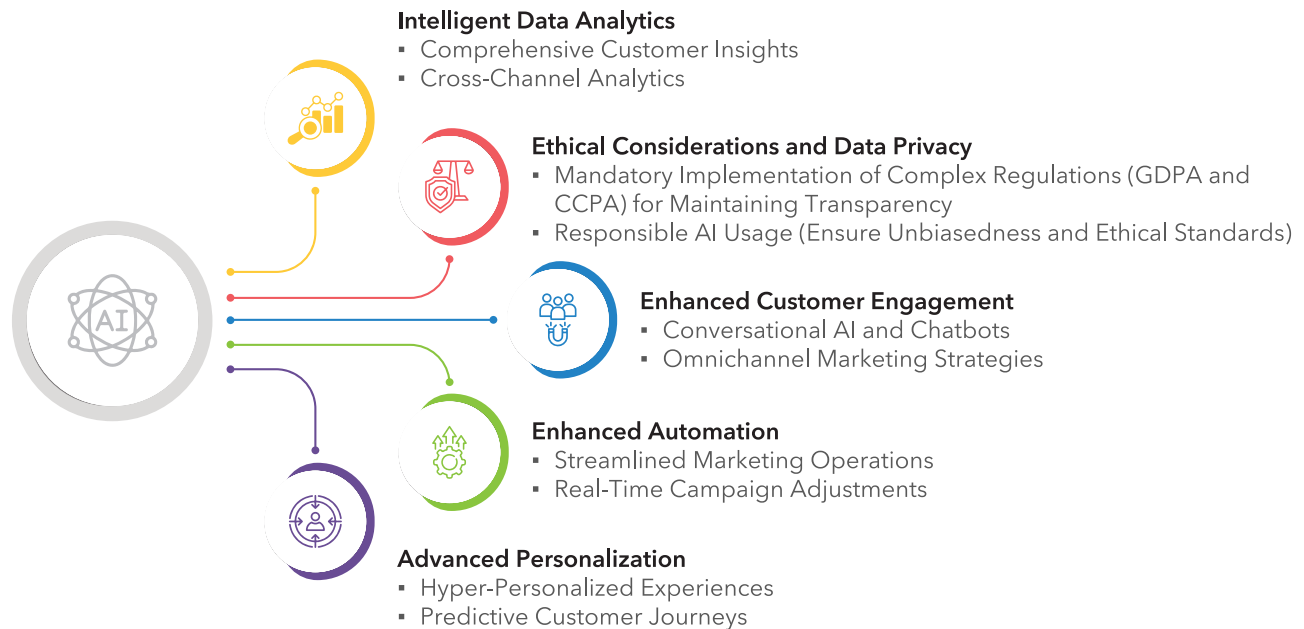 AI
Intelligent Data Analytics
▪ Comprehensive Customer Insights
▪ Cross-Channel Analytics
Ethical Considerations and Data Privacy
▪ Mandatory Implementation of Complex Regulations (GDPA and
CCPA) for Maintaining Transparency
▪ Responsible AI Usage (Ensure Unbiasedness and Ethical Standards)
Enhanced Customer Engagement
▪ Conversational AI and Chatbots
▪ Omnichannel Marketing Strategies
Enhanced Automation
▪ Streamlined Marketing Operations
▪ Real-Time Campaign Adjustments
Advanced Personalization
▪ Hyper-Personalized Experiences
▪ Predictive Customer Journeys